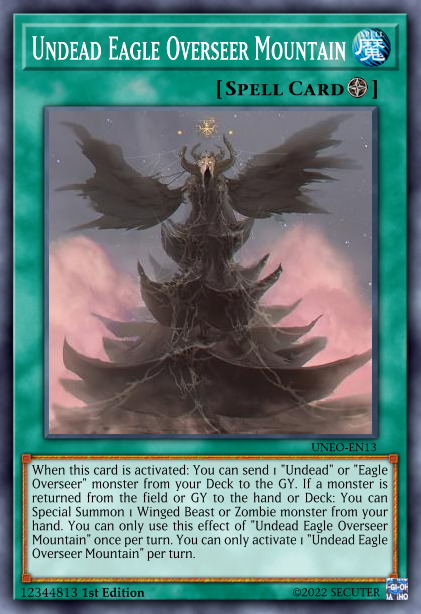 UNDEAD EAGLE OVERSEER MOUNTAIN 魔
[SPELL CARD]
UNEO-EN13
When this card is activated: You can send 1 "Undead" or "Eagle
Overseer" monster from your Deck to the GY. If a monster is
returned from the field or GY to the hand or Deck: You can
Special Summon 1 Winged Beast or Zombie monster from your
hand. You can only use this effect of "Undead Eagle Overseer
Mountain" once per turn. You can only activate 1 "Undead Eagle
Overseer Mountain" per turn.
12344813 1st Edition ©2022 SECUTER